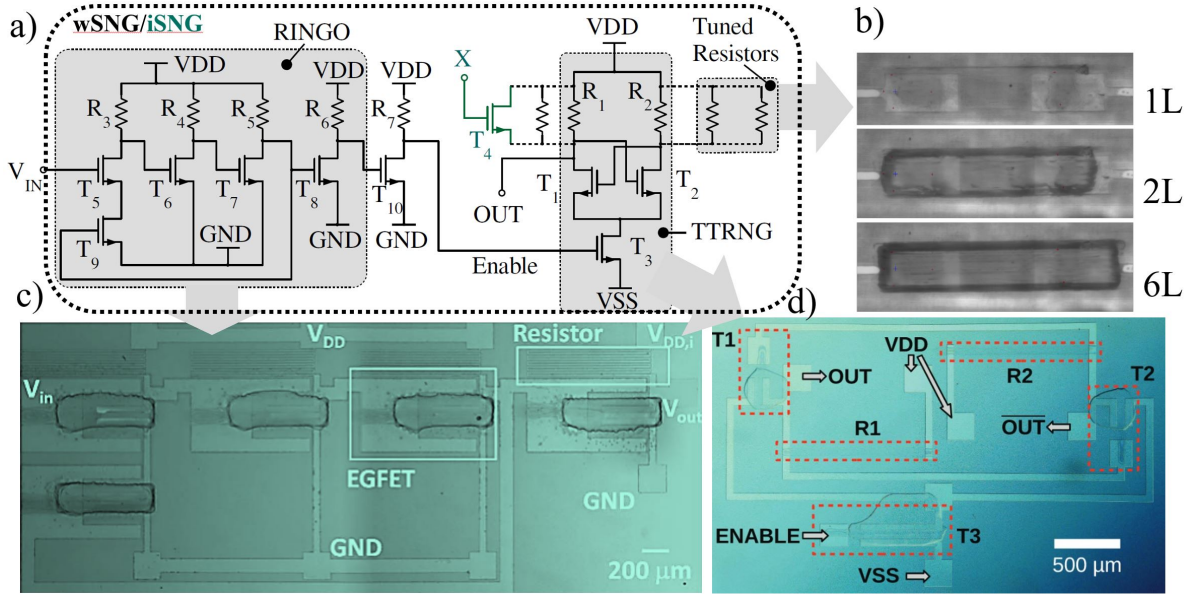 a)
wSNG/iSNG
RINGO
VDD
VDD
VDD
R3
R4
R5
R6
R7
VIN
T5
T6
T7
T8
T10
T9
GND
GND
GND
X
T4
VDD
R1
R2
Tuned
Resistors
T1
T2
OUT
T3
TTRNG
Enable
VSS
b)
1L
2L
6L
c)
VDD
Resistor
VDD,i
Vin
Vout
EGFET
GND
GND
200 μm
d)
T1
VDD
OUT
R2
T2
R1
OUT
ENABLE
T3
VSS
500 μm